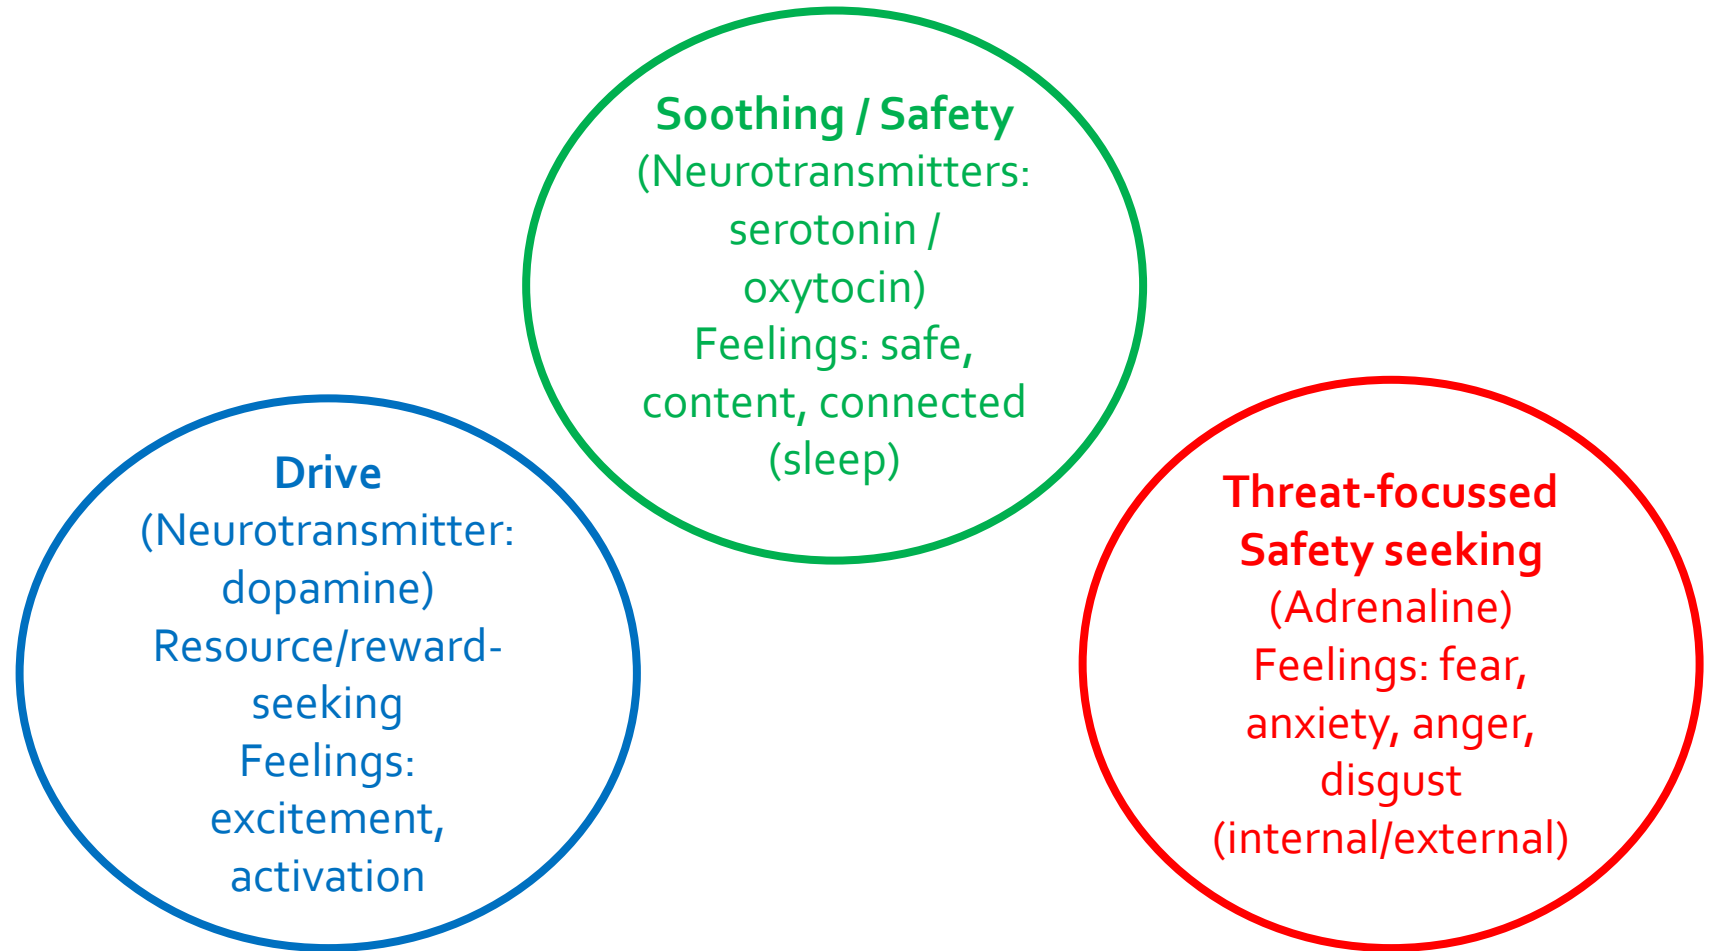 Soothing / Safety
(Neurotransmitters:
serotonin /
oxytocin)
Feelings: safe,
content, connected
(sleep)
Drive
(Neurotransmitter:
dopamine)
Resource/reward-
seeking
Feelings:
excitement,
activation
Threat-focussed
Safety seeking
(Adrenaline)
Feelings: fear,
anxiety, anger,
disgust
(internal/external)